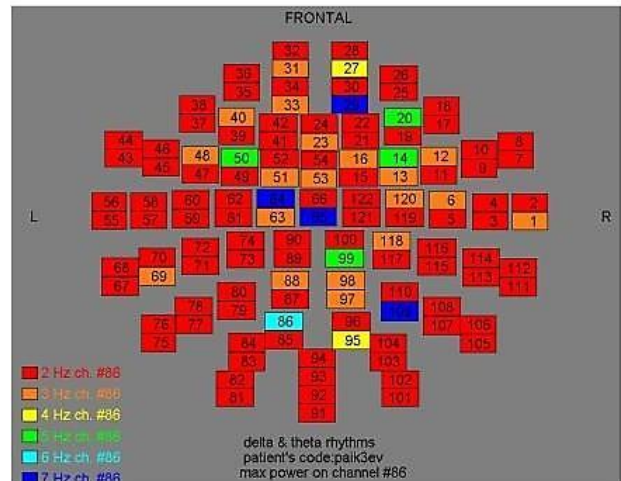 FRONTAL
32 28
31 27
36 34 30 26
35 33 25
38 40 42 24 22 20 18
37 39 41 23 21 19 17
44 46 48 50 52 54 16 14 12 10 8
43 45 47 49 51 53 15 13 11 9 7
56 58 60 62 64 66 122 120 6 4 2
L 55 57 59 61 63 65 121 119 5 3 1 R
68 70 72 74 90 100 118 116 114 112
67 69 71 73 89 99 117 115 113 111
76 78 80 88 98 110 108 106
75 77 79 87 97 107 105
84 86 96 104
83 85 95 103
82 94 102
81 93 101
92
91
2 Hz ch. #86
3 Hz ch. #86
4 Hz ch. #86
5 Hz ch. #86
6 Hz ch. #86
7 Hz ch. #86
delta & theta rhythms
patient's code:paik3ev
max power on channel #86